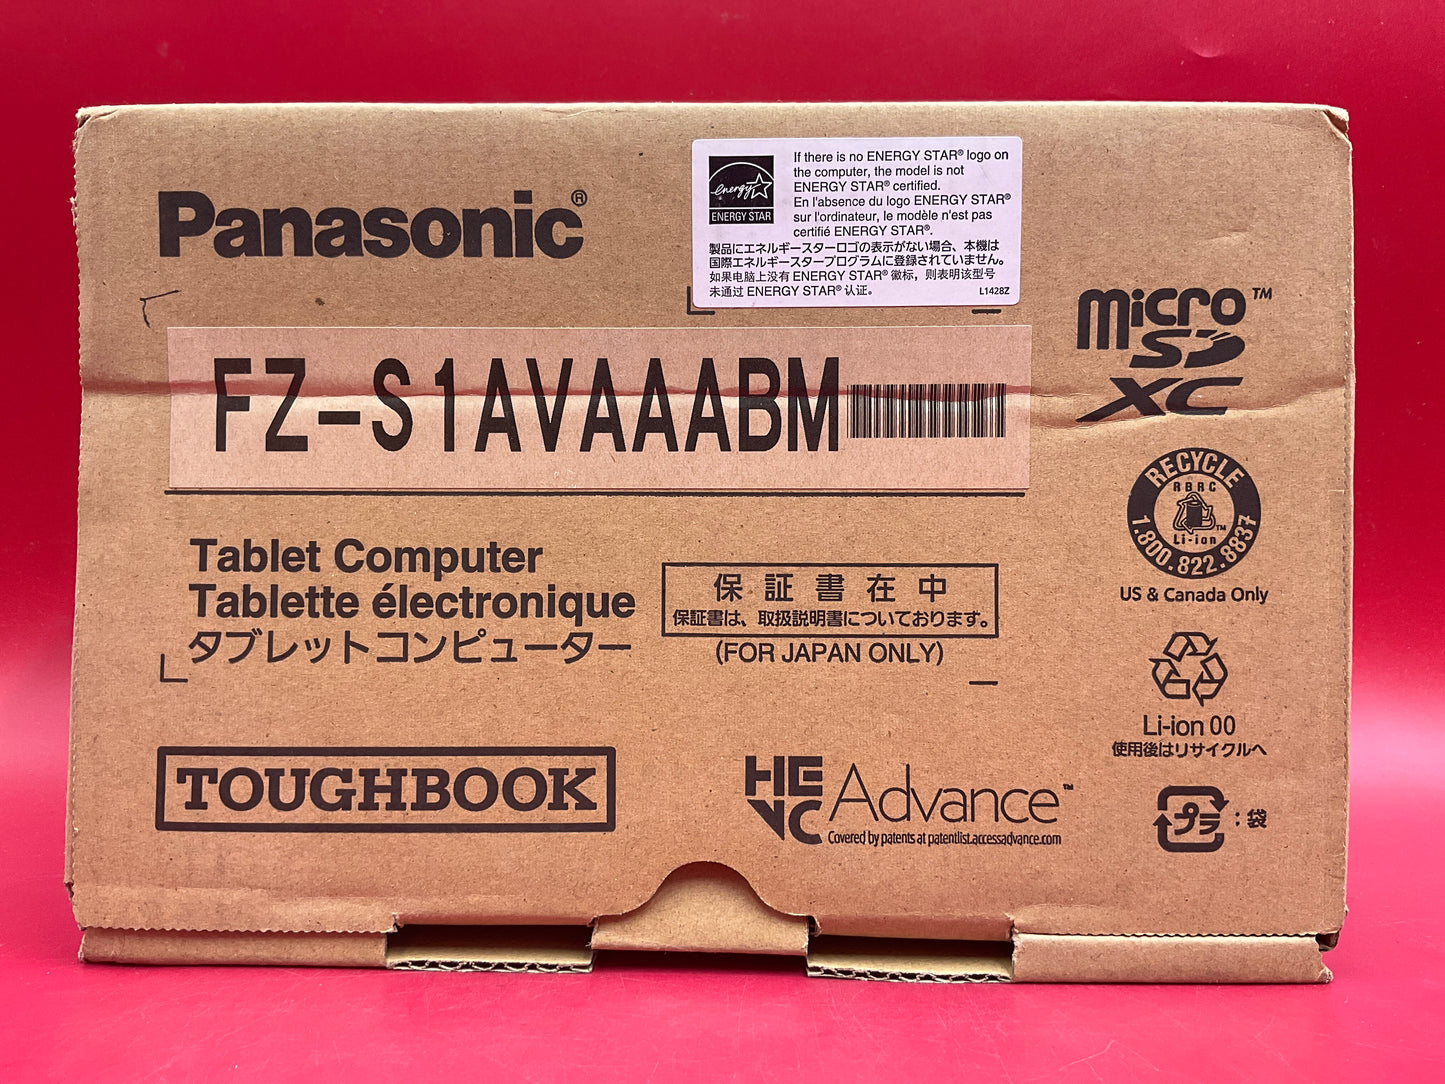 Panasonic®
energy
ENERGY STAR
If there is no ENERGY STAR® logo on
the computer, the model is not
ENERGY STAR® certified.
En l'absence du logo ENERGY STAR®
sur l'ordinateur, le modèle n'est pas
certifié ENERGY STAR®.
製品にエネルギースターロゴの表示がない場合、本機は
国際エネルギースタープログラムに登録されていません。
如果电脑上没有 ENERGY STAR® 徽标，则表明该型号
未通过 ENERGY STAR® 认证。
L1428Z
micro™
SD
XC
FZ-S1AVAAABM
RECYCLE
RBRC
Li-ion
™
1.800.822.8837
US & Canada Only
Tablet Computer
Tablette électronique
タブレットコンピューター
保証書在中
保証書は、取扱説明書についております。
(FOR JAPAN ONLY)
Li-ion 00
使用後はリサイクルへ
TOUGHBOOK
HEVC Advance™
Covered by patents at patentlist.accessadvance.com
プラ : 袋